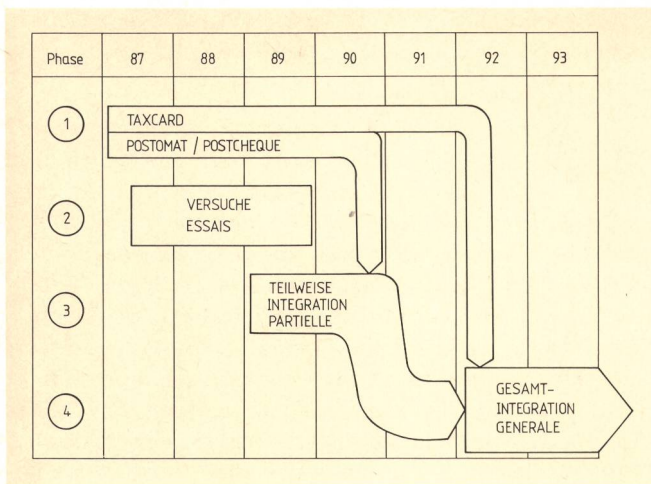 Phase 87 88 89 90 91 92 93
1 TAXCARD
POSTOMAT / POSTCHEQUE
2 VERSUCHE
ESSAIS
3 TEILWEISE
INTEGRATION
PARTIELLE
4 GESAMT-
INTEGRATION
GENERALE